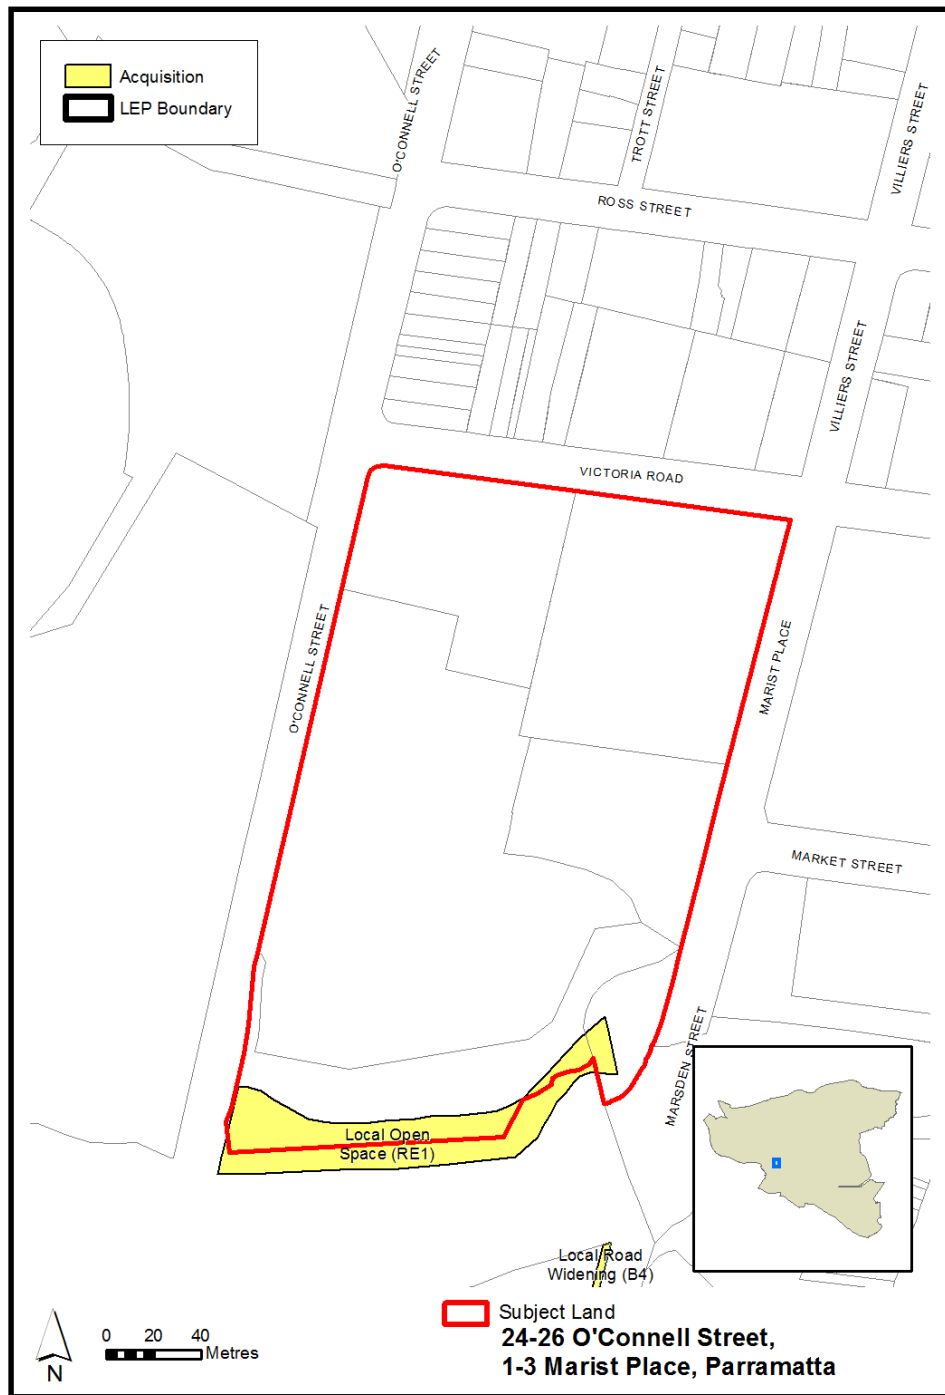 Acquisition
LEP Boundary
O'CONNELL STREET
TROTT STREET
VILLIERS STREET
ROSS STREET
VILLIERS STREET
VICTORIA ROAD
O'CONNELL STREET
MARIST PLACE
MARKET STREET
MARSDEN STREET
Local Open
Space (RE1)
Local Road
Widening (B4)
Subject Land
24-26 O'Connell Street,
1-3 Marist Place, Parramatta
0 20 40
Metres
N